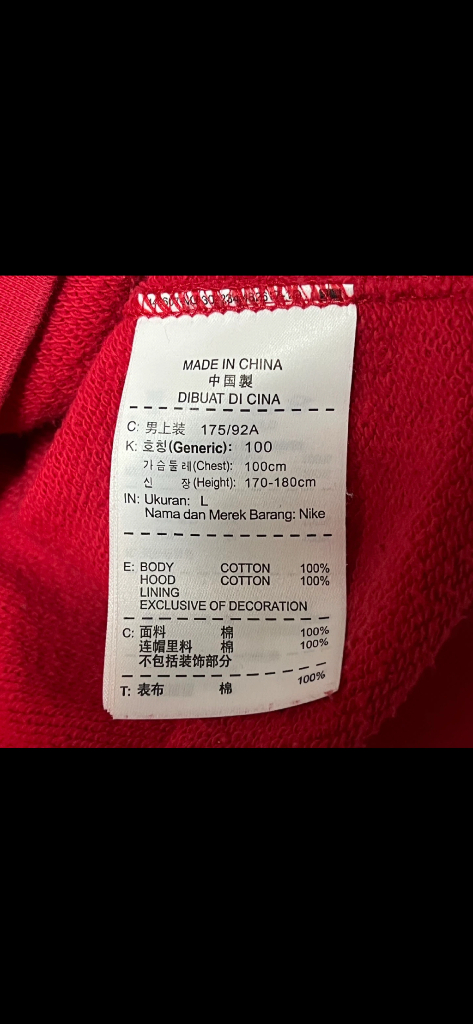 MADE IN CHINA
中国製
DIBUAT DI CINA
C: 男上装 175/92A
K: 호칭(Generic): 100
가슴둘레(Chest): 100cm
신 장(Height): 170-180cm
IN: Ukuran: L
Nama dan Merek Barang: Nike
E: BODY COTTON 100%
HOOD COTTON 100%
LINING
EXCLUSIVE OF DECORATION
C: 面料 棉 100%
连帽里料 棉 100%
不包括装饰部分
T: 表布 棉 100%